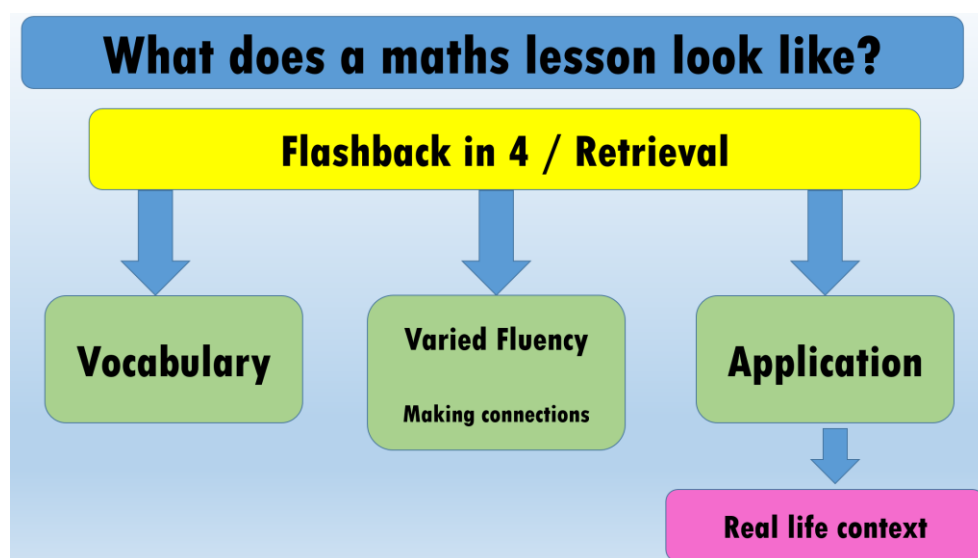 What does a maths lesson look like?
Flashback in 4 / Retrieval
Vocabulary
Varied Fluency
Making connections
Application
Real life context